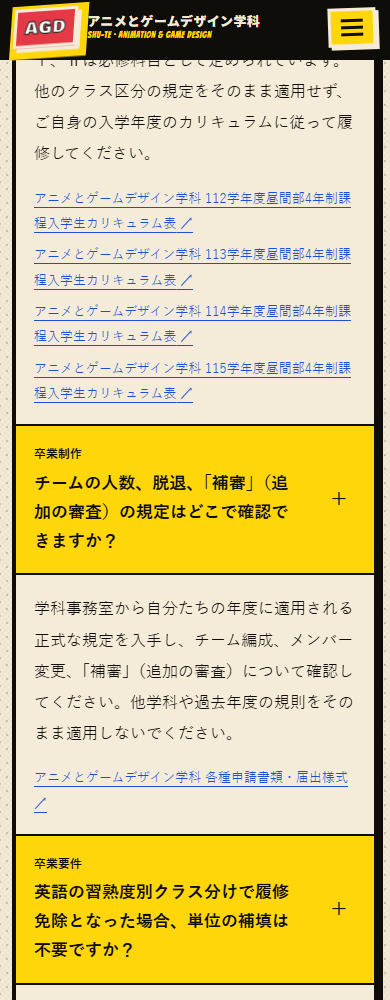 AGD
アニメとゲームデザイン学科
SHU-TE・ANIMATION & GAME DESIGN
他のクラス区分の規定をそのまま適用せず、
ご自身の入学年度のカリキュラムに従って履
修してください。
アニメとゲームデザイン学科 112学年度昼間部4年制課
程入学生カリキュラム表 ↗
アニメとゲームデザイン学科 113学年度昼間部4年制課
程入学生カリキュラム表 ↗
アニメとゲームデザイン学科 114学年度昼間部4年制課
程入学生カリキュラム表 ↗
アニメとゲームデザイン学科 115学年度昼間部4年制課
程入学生カリキュラム表 ↗
卒業制作
チームの人数、脱退、「補審」（追
加の審査）の規定はどこで確認で
きますか？
学科事務室から自分たちの年度に適用される
正式な規定を入手し、チーム編成、メンバー
変更、「補審」（追加の審査）について確認し
てください。他学科や過去年度の規則をその
まま適用しないでください。
アニメとゲームデザイン学科 各種申請書類・届出様式
↗
卒業要件
英語の習熟度別クラス分けで履修
免除となった場合、単位の補填は
不要ですか？